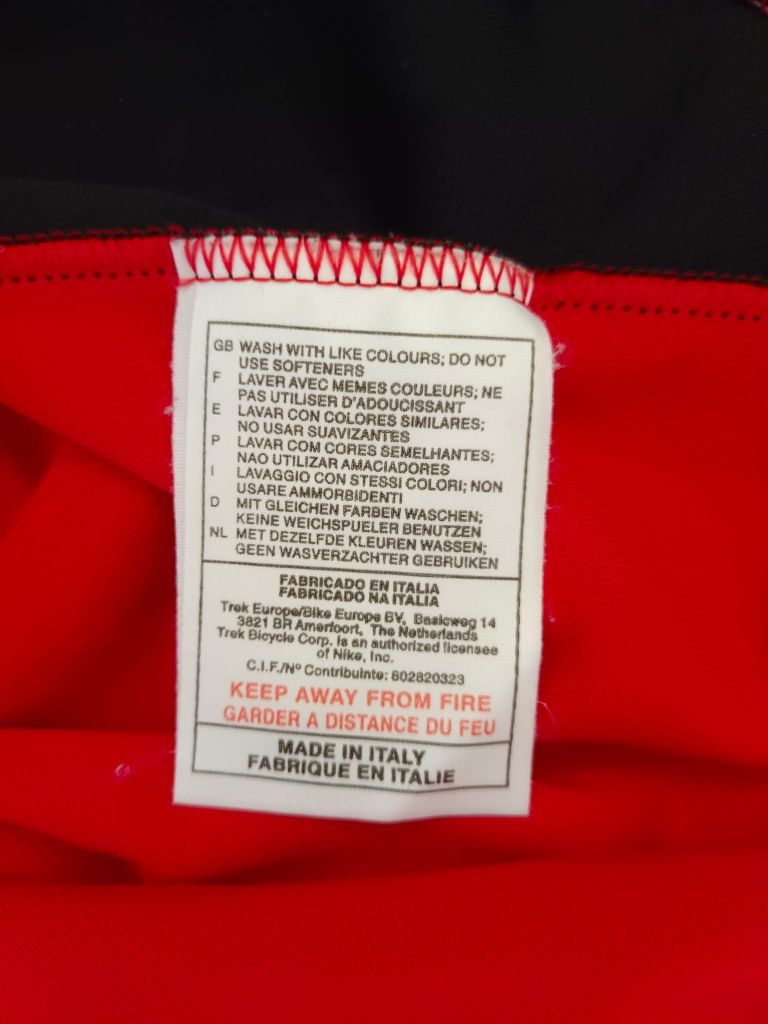 GB WASH WITH LIKE COLOURS; DO NOT
USE SOFTENERS
F LAVER AVEC MEMES COULEURS; NE
PAS UTILISER D'ADOUCISSANT
E LAVAR CON COLORES SIMILARES;
NO USAR SUAVIZANTES
P LAVAR COM CORES SEMELHANTES;
NAO UTILIZAR AMACIADORES
I LAVAGGIO CON STESSI COLORI; NON
USARE AMMORBIDENTI
D MIT GLEICHEN FARBEN WASCHEN;
KEINE WEICHSPUELER BENUTZEN
NL MET DEZELFDE KLEUREN WASSEN;
GEEN WASVERZACHTER GEBRUIKEN
FABRICADO EN ITALIA
FABRICADO NA ITALIA
Trek Europe/Bike Europe BV, Basicweg 14
3821 BR Amerfoort, The Netherlands
Trek Bicycle Corp. is an authorized licensee
of Nike, Inc.
C.I.F./Nº Contribuinte: 802820323
KEEP AWAY FROM FIRE
GARDER A DISTANCE DU FEU
MADE IN ITALY
FABRIQUE EN ITALIE